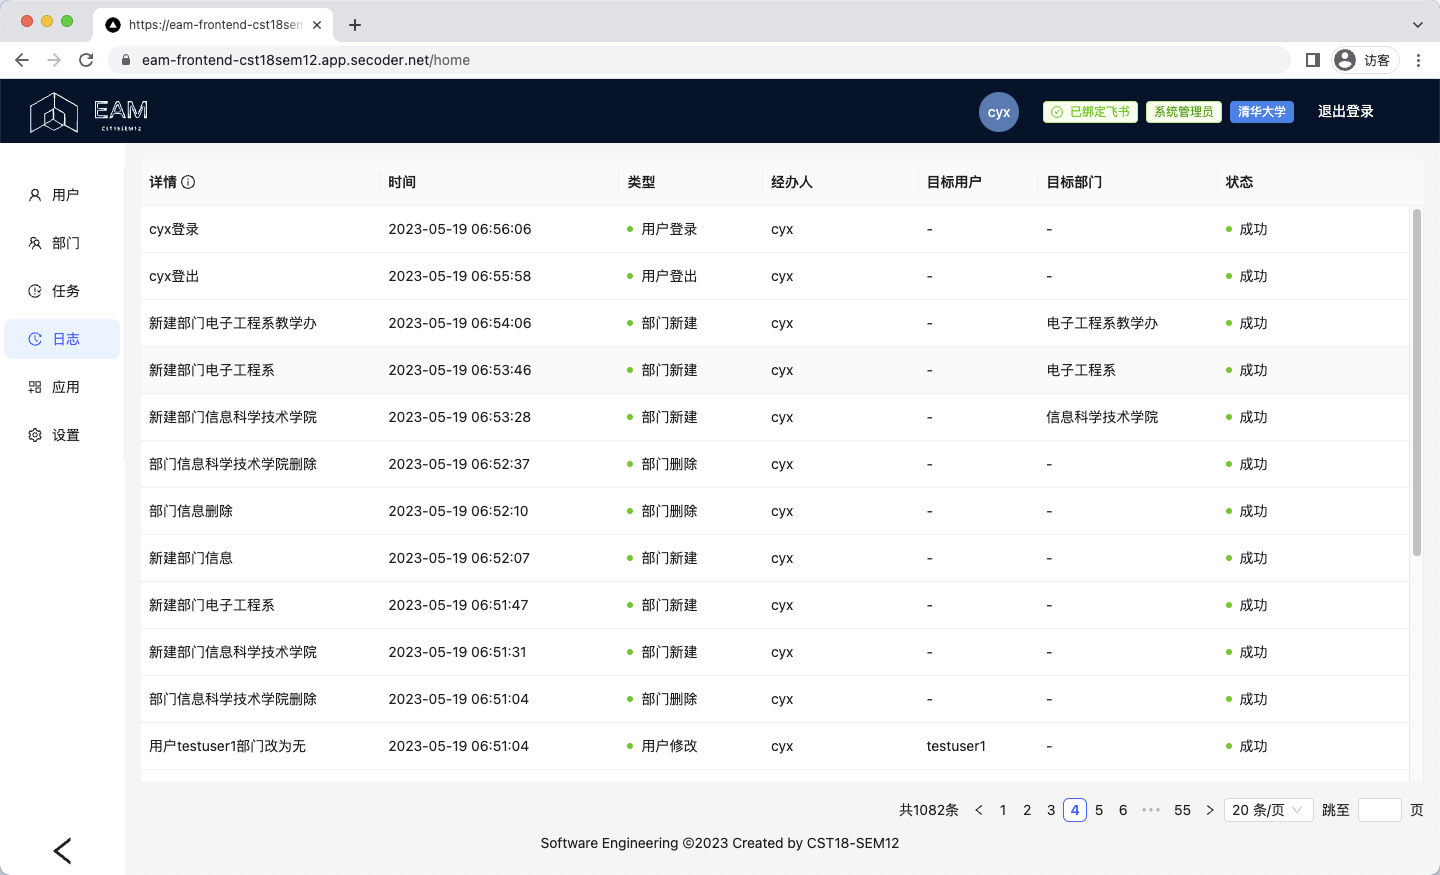 https://eam-frontend-cst18sem
eam-frontend-cst18sem12.app.secoder.net/home
访客
EAM
CST18SEM12
cyx
已绑定飞书
系统管理员
清华大学
退出登录
用户
部门
任务
日志
应用
设置
详情 时间 类型 经办人 目标用户 目标部门 状态
cyx登录 2023-05-19 06:56:06 用户登录 cyx - - 成功
cyx登出 2023-05-19 06:55:58 用户登出 cyx - - 成功
新建部门电子工程系教学办 2023-05-19 06:54:06 部门新建 cyx - 电子工程系教学办 成功
新建部门电子工程系 2023-05-19 06:53:46 部门新建 cyx - 电子工程系 成功
新建部门信息科学技术学院 2023-05-19 06:53:28 部门新建 cyx - 信息科学技术学院 成功
部门信息科学技术学院删除 2023-05-19 06:52:37 部门删除 cyx - - 成功
部门信息删除 2023-05-19 06:52:10 部门删除 cyx - - 成功
新建部门信息 2023-05-19 06:52:07 部门新建 cyx - - 成功
新建部门电子工程系 2023-05-19 06:51:47 部门新建 cyx - - 成功
新建部门信息科学技术学院 2023-05-19 06:51:31 部门新建 cyx - - 成功
部门信息科学技术学院删除 2023-05-19 06:51:04 部门删除 cyx - - 成功
用户testuser1部门改为无 2023-05-19 06:51:04 用户修改 cyx testuser1 - 成功
共1082条 < 1 2 3 4 5 6 ••• 55 > 20 条/页 跳至 页
Software Engineering ©2023 Created by CST18-SEM12